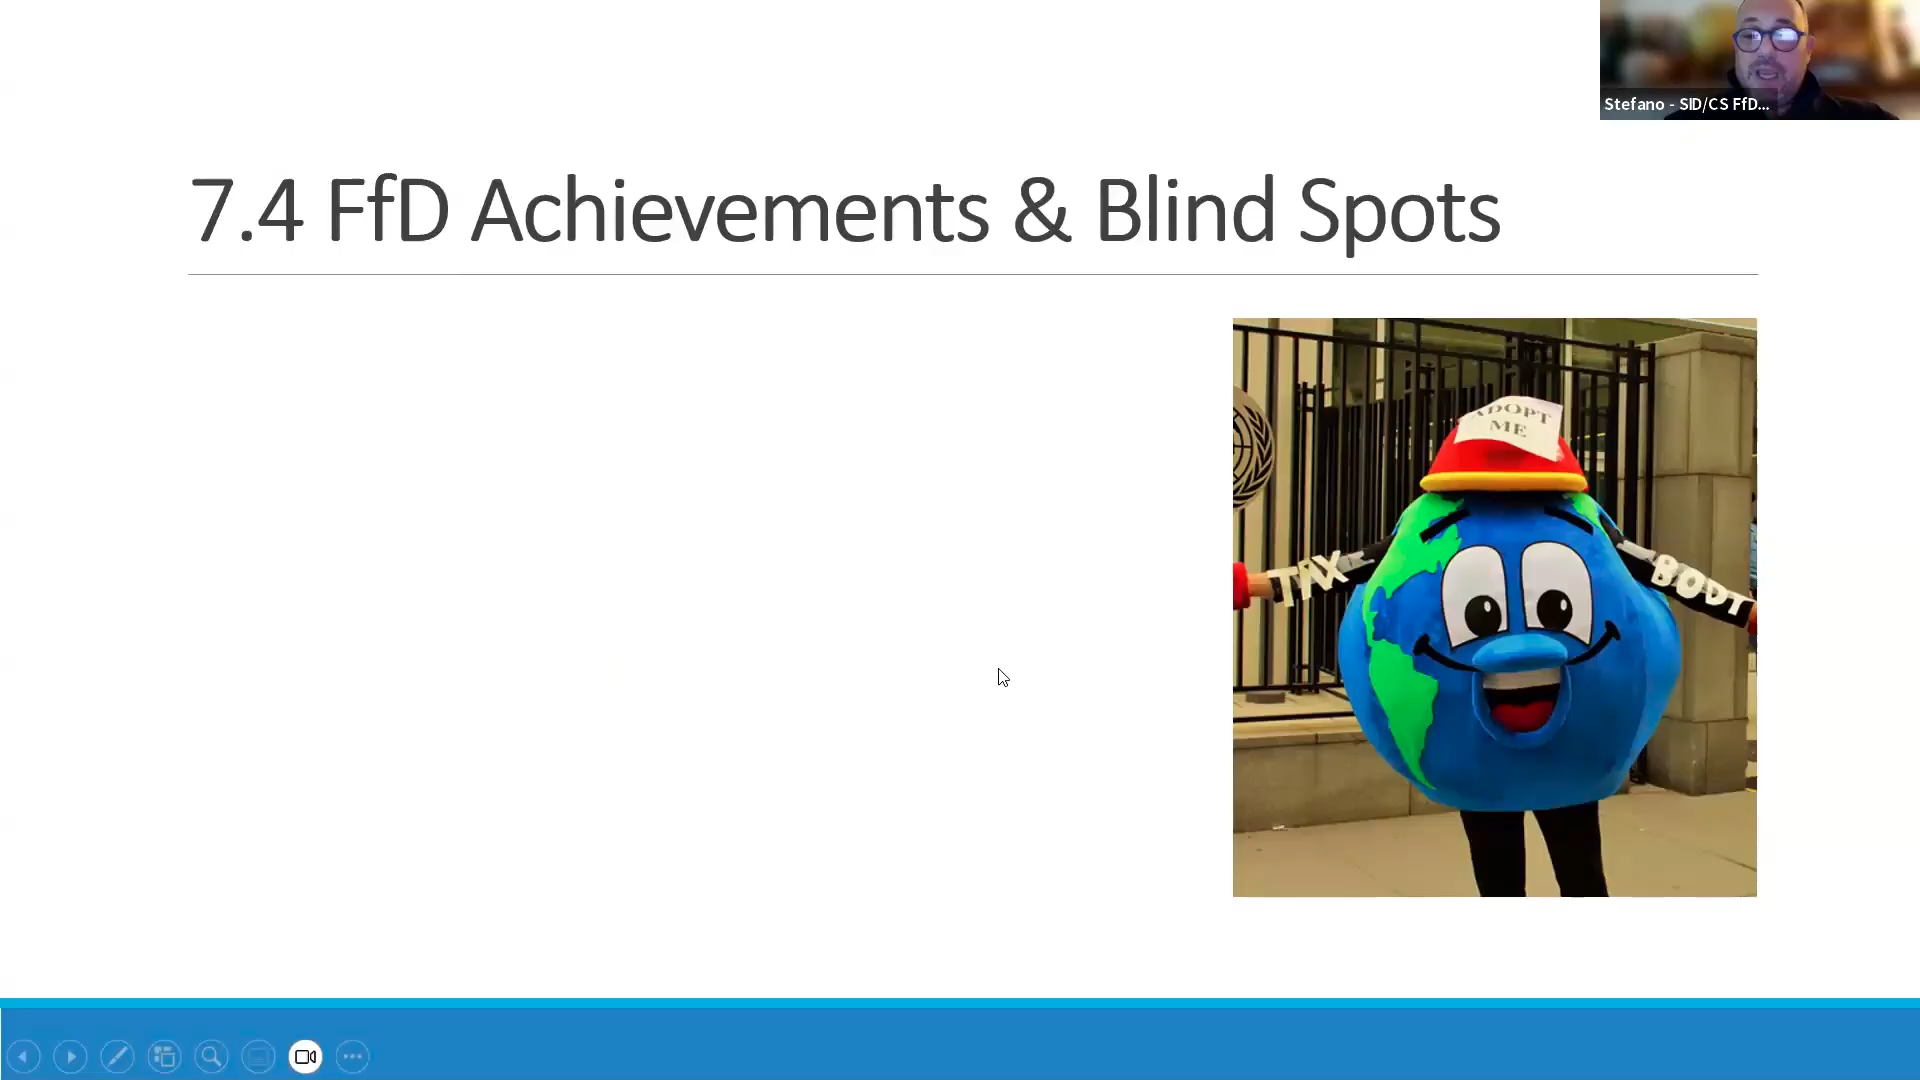 Stefano - SID/CS FfD...
7.4 FfD Achievements & Blind Spots
ADOPT
ME
TAX
BODY